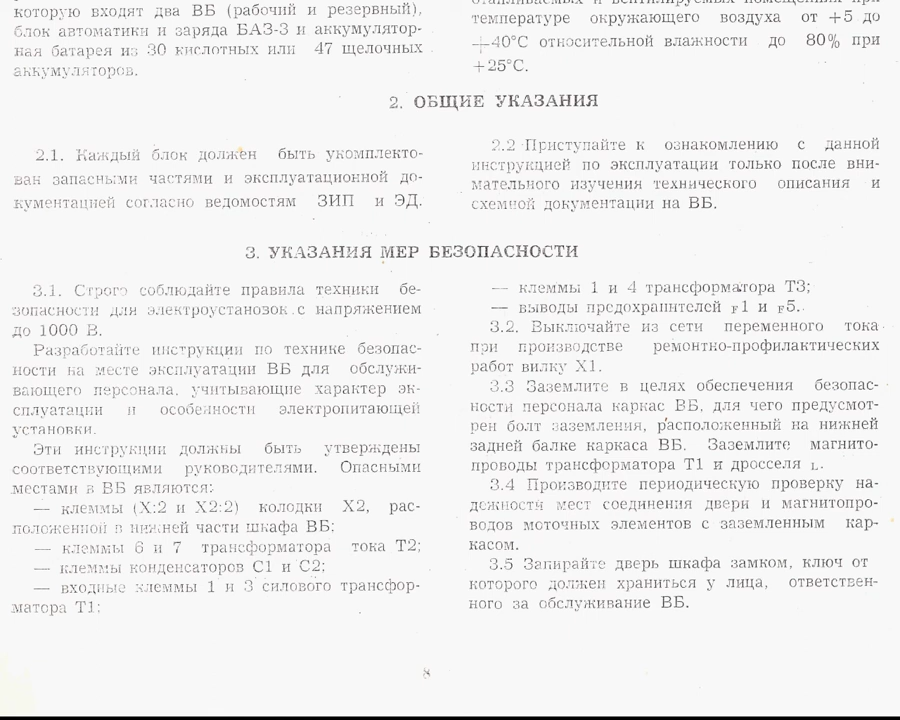 которую входят два ВБ (рабочий и резервный),
блок автоматики и заряда БАЗ-3 и аккумулятор-
ная батарея из 30 кислотных или 47 щелочных
аккумуляторов.
отапливаемых и вентилируемых помещениях при
температуре окружающего воздуха от +5 до
+40°С относительной влажности до 80% при
+25°С.
2. ОБЩИЕ УКАЗАНИЯ
2.1. Каждый блок должен быть укомплекто-
ван запасными частями и эксплуатационной до-
кументацией согласно ведомостям ЗИП и ЭД.
2.2 Приступайте к ознакомлению с данной
инструкцией по эксплуатации только после вни-
мательного изучения технического описания и
схемной документации на ВБ.
3. УКАЗАНИЯ МЕР БЕЗОПАСНОСТИ
3.1. Строго соблюдайте правила техники бе-
зопасности для электроустановок с напряжением
до 1000 В.
Разработайте инструкции по технике безопас-
ности на месте эксплуатации ВБ для обслужи-
вающего персонала, учитывающие характер эк-
сплуатации и особенности электропитающей
установки.
Эти инструкции должны быть утверждены
соответствующими руководителями. Опасными
местами в ВБ являются:
— клеммы (Х:2 и Х2:2) колодки Х2, рас-
положенной в нижней части шкафа ВБ;
— клеммы 6 и 7 трансформатора тока Т2;
— клеммы конденсаторов С1 и С2;
— входные клеммы 1 и 3 силового трансфор-
матора Т1;
— клеммы 1 и 4 трансформатора Т3;
— выводы предохранителей F1 и F5.
3.2. Выключайте из сети переменного тока
при производстве ремонтно-профилактических
работ вилку Х1.
3.3 Заземлите в целях обеспечения безопас-
ности персонала каркас ВБ, для чего предусмот-
рен болт заземления, расположенный на нижней
задней балке каркаса ВБ. Заземлите магнито-
проводы трансформатора Т1 и дросселя L.
3.4 Производите периодическую проверку на-
дежности мест соединения двери и магнитопро-
водов моточных элементов с заземленным кар-
касом.
3.5 Запирайте дверь шкафа замком, ключ от
которого должен храниться у лица, ответствен-
ного за обслуживание ВБ.
8